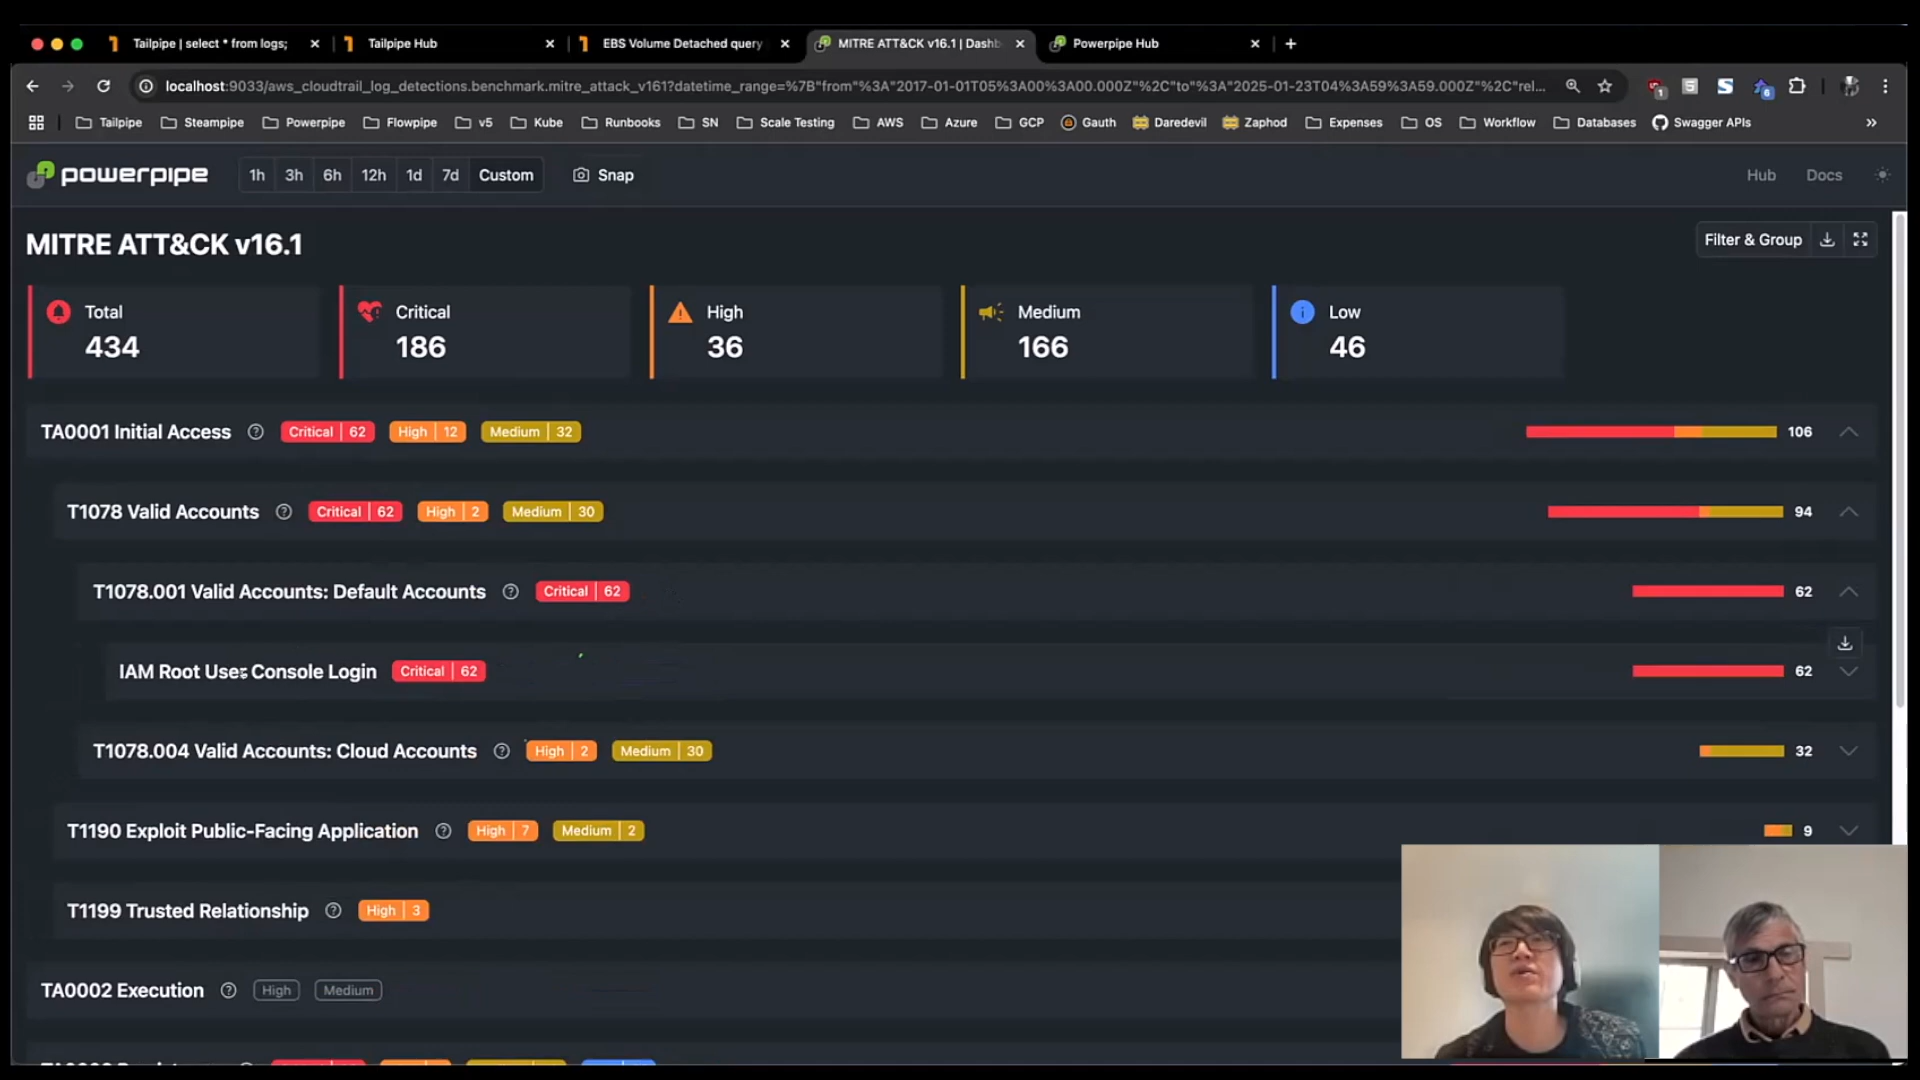 Tailpipe | select * from logs;
Tailpipe Hub
EBS Volume Detached query
MITRE ATT&CK v16.1 | Dashb
Powerpipe Hub
localhost:9033/aws_cloudtrail_log_detections.benchmark.mitre_attack_v161?datetime_range=%7B"from"%3A"2017-01-01T05%3A00%3A00.000Z"%2C"to"%3A"2025-01-23T04%3A59%3A59.000Z"%2C"rel...
1
6
Tailpipe
Steampipe
Powerpipe
Flowpipe
v5
Kube
Runbooks
SN
Scale Testing
AWS
Azure
GCP
Gauth
Daredevil
Zaphod
Expenses
OS
Workflow
Databases
Swagger APIs
powerpipe
1h 3h 6h 12h 1d 7d Custom
Snap
Hub
Docs
MITRE ATT&CK v16.1
Filter & Group
Total
434
Critical
186
High
36
Medium
166
Low
46
TA0001 Initial Access Critical | 62 High | 12 Medium | 32 106
T1078 Valid Accounts Critical | 62 High | 2 Medium | 30 94
T1078.001 Valid Accounts: Default Accounts Critical | 62 62
IAM Root User Console Login Critical | 62 62
T1078.004 Valid Accounts: Cloud Accounts High | 2 Medium | 30 32
T1190 Exploit Public-Facing Application High | 7 Medium | 2 9
T1199 Trusted Relationship High | 3
TA0002 Execution High Medium